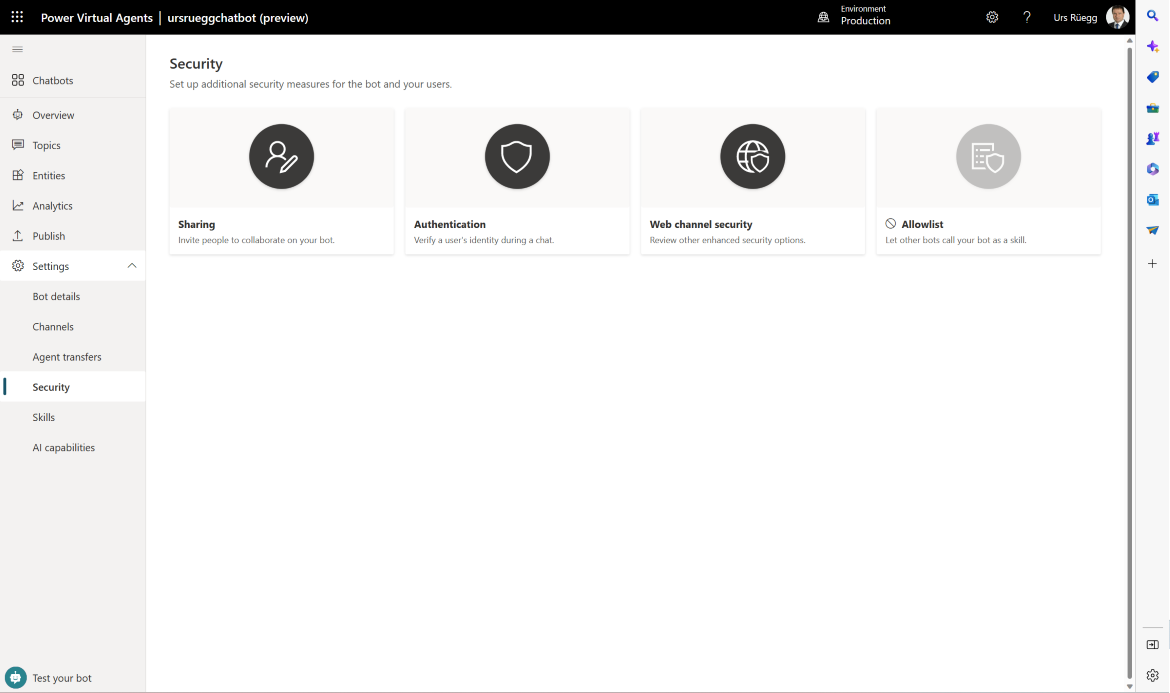 Power Virtual Agents | ursrueggchatbot (preview)
Environment
Production
?
Urs Rüegg
Chatbots
Overview
Topics
Entities
Analytics
Publish
Settings
Bot details
Channels
Agent transfers
Security
Skills
AI capabilities
Test your bot
Security
Set up additional security measures for the bot and your users.
Sharing
Invite people to collaborate on your bot.
Authentication
Verify a user's identity during a chat.
Web channel security
Review other enhanced security options.
Allowlist
Let other bots call your bot as a skill.